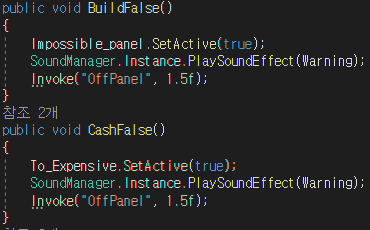 public void BuildFalse()
{
Impossible_panel.SetActive(true);
SoundManager.Instance.PlaySoundEffect(Warning);
Invoke("OffPanel", 1.5f);
}
참조 2개
public void CashFalse()
{
To_Expensive.SetActive(true);
SoundManager.Instance.PlaySoundEffect(Warning);
Invoke("OffPanel", 1.5f);
}